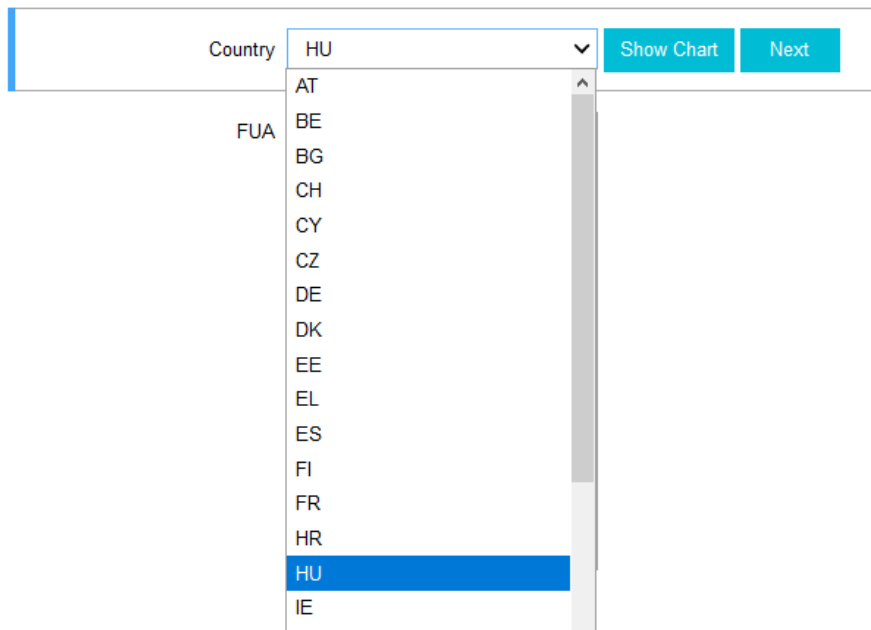 Country HU Show Chart Next
AT
FUA BE
BG
CH
CY
CZ
DE
DK
EE
EL
ES
FI
FR
HR
HU
IE